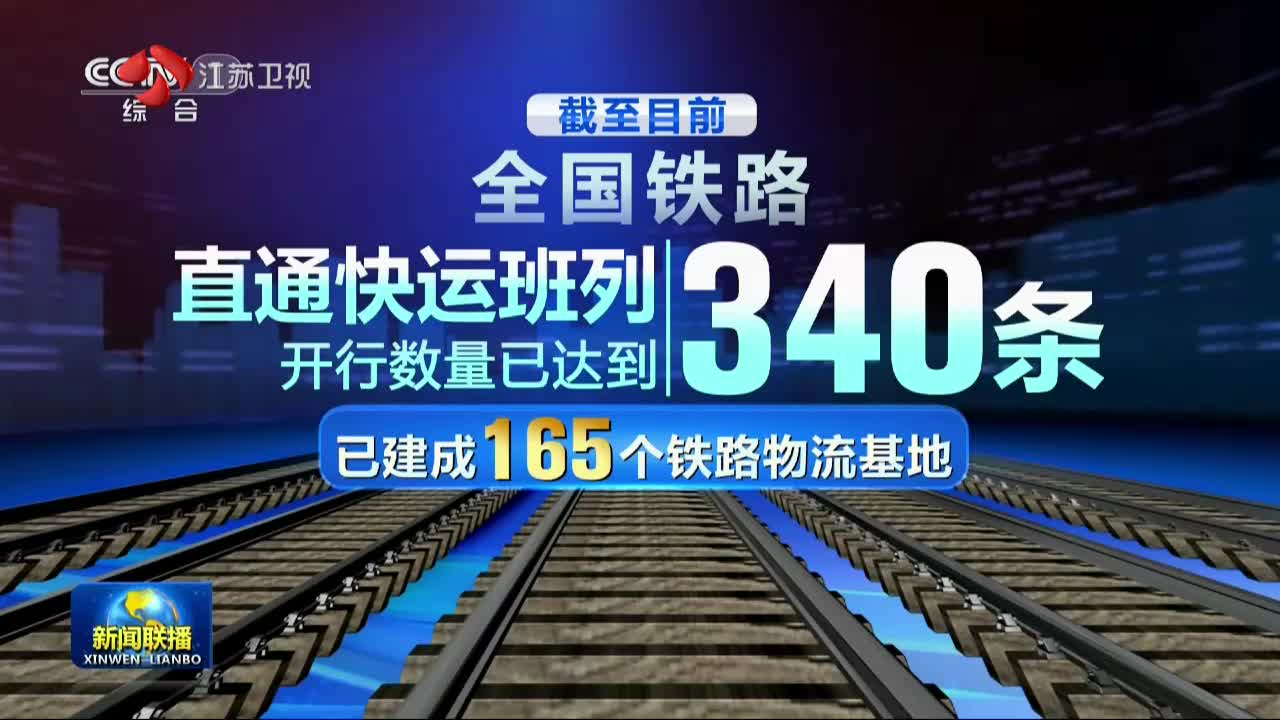 江苏卫视
综合
截至目前
全国铁路
直通快运班列
开行数量已达到
340条
已建成165个铁路物流基地
新闻联播
XINWEN LIANBO